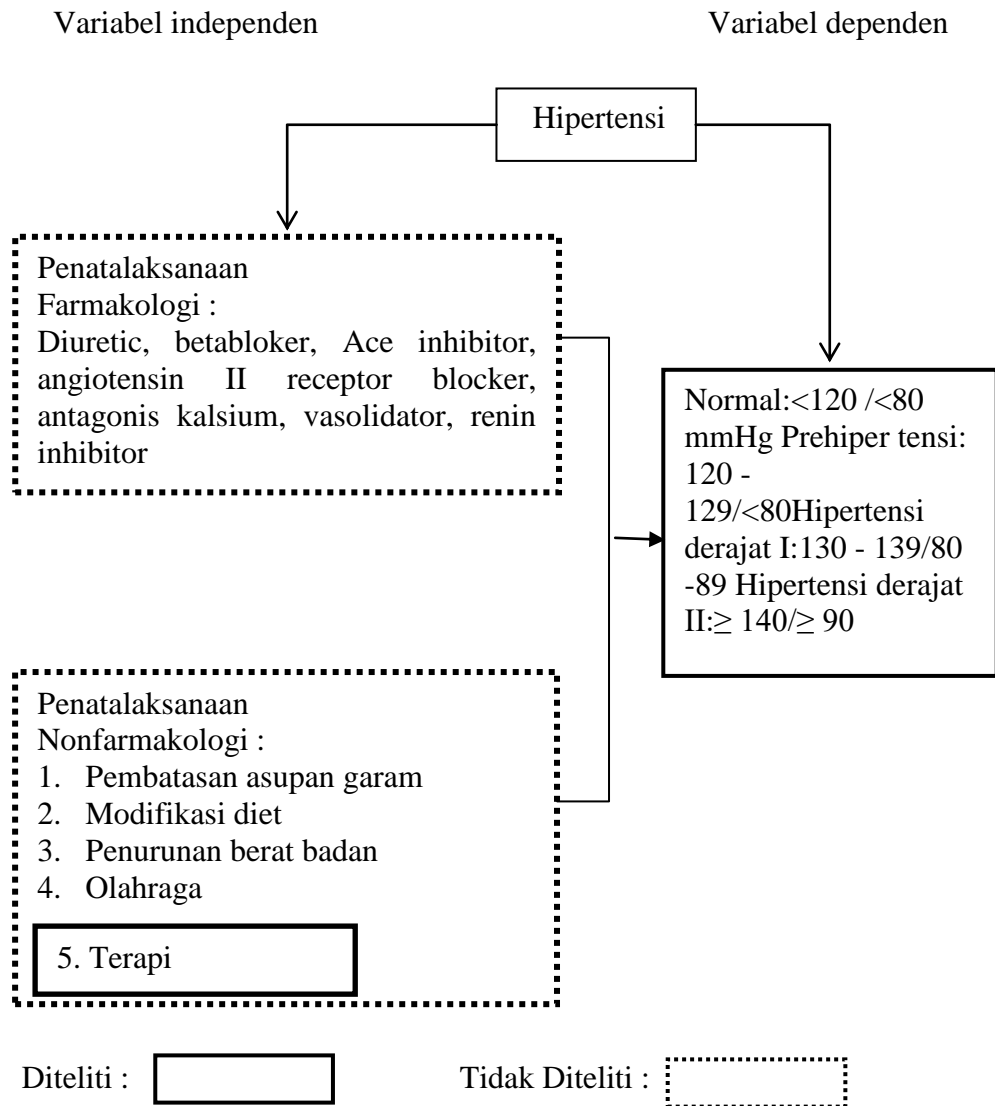 Variabel independen
Variabel dependen
Hipertensi
Penatalaksanaan
Farmakologi :
Diuretic, betabloker, Ace inhibitor,
angiotensin II receptor blocker,
antagonis kalsium, vasolidator, renin
inhibitor
Normal:<120 /<80
mmHg Prehiper tensi:
120 -
129/<80Hipertensi
derajat I:130 - 139/80
-89 Hipertensi derajat
II:≥ 140/≥ 90
Penatalaksanaan
Nonfarmakologi :
1. Pembatasan asupan garam
2. Modifikasi diet
3. Penurunan berat badan
4. Olahraga
5. Terapi
Diteliti :
Tidak Diteliti :